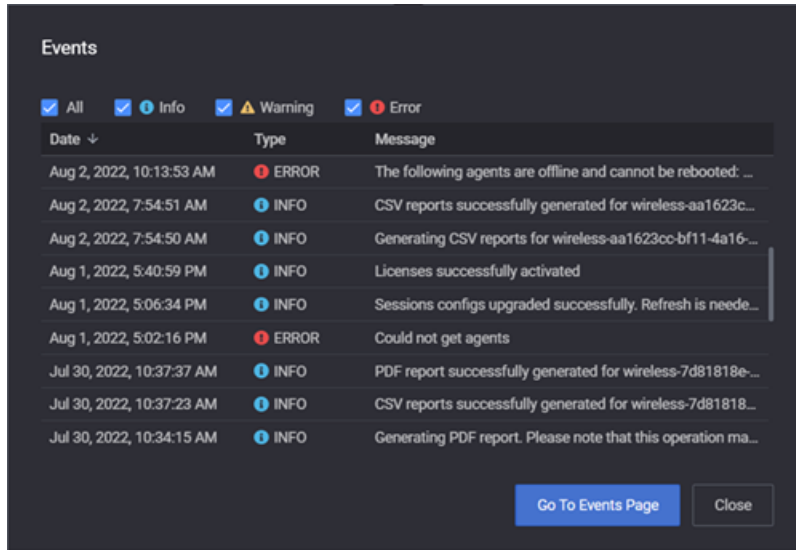 Events
All Info Warning Error
Date ↓ Type Message
Aug 2, 2022, 10:13:53 AM ERROR The following agents are offline and cannot be rebooted: ...
Aug 2, 2022, 7:54:51 AM INFO CSV reports successfully generated for wireless-aa1623c...
Aug 2, 2022, 7:54:50 AM INFO Generating CSV reports for wireless-aa1623cc-bf11-4a16-...
Aug 1, 2022, 5:40:59 PM INFO Licenses successfully activated
Aug 1, 2022, 5:06:34 PM INFO Sessions configs upgraded successfully. Refresh is neede...
Aug 1, 2022, 5:02:16 PM ERROR Could not get agents
Jul 30, 2022, 10:37:37 AM INFO PDF report successfully generated for wireless-7d81818e-...
Jul 30, 2022, 10:37:23 AM INFO CSV reports successfully generated for wireless-7d81818...
Jul 30, 2022, 10:34:15 AM INFO Generating PDF report. Please note that this operation ma...
Go To Events Page Close